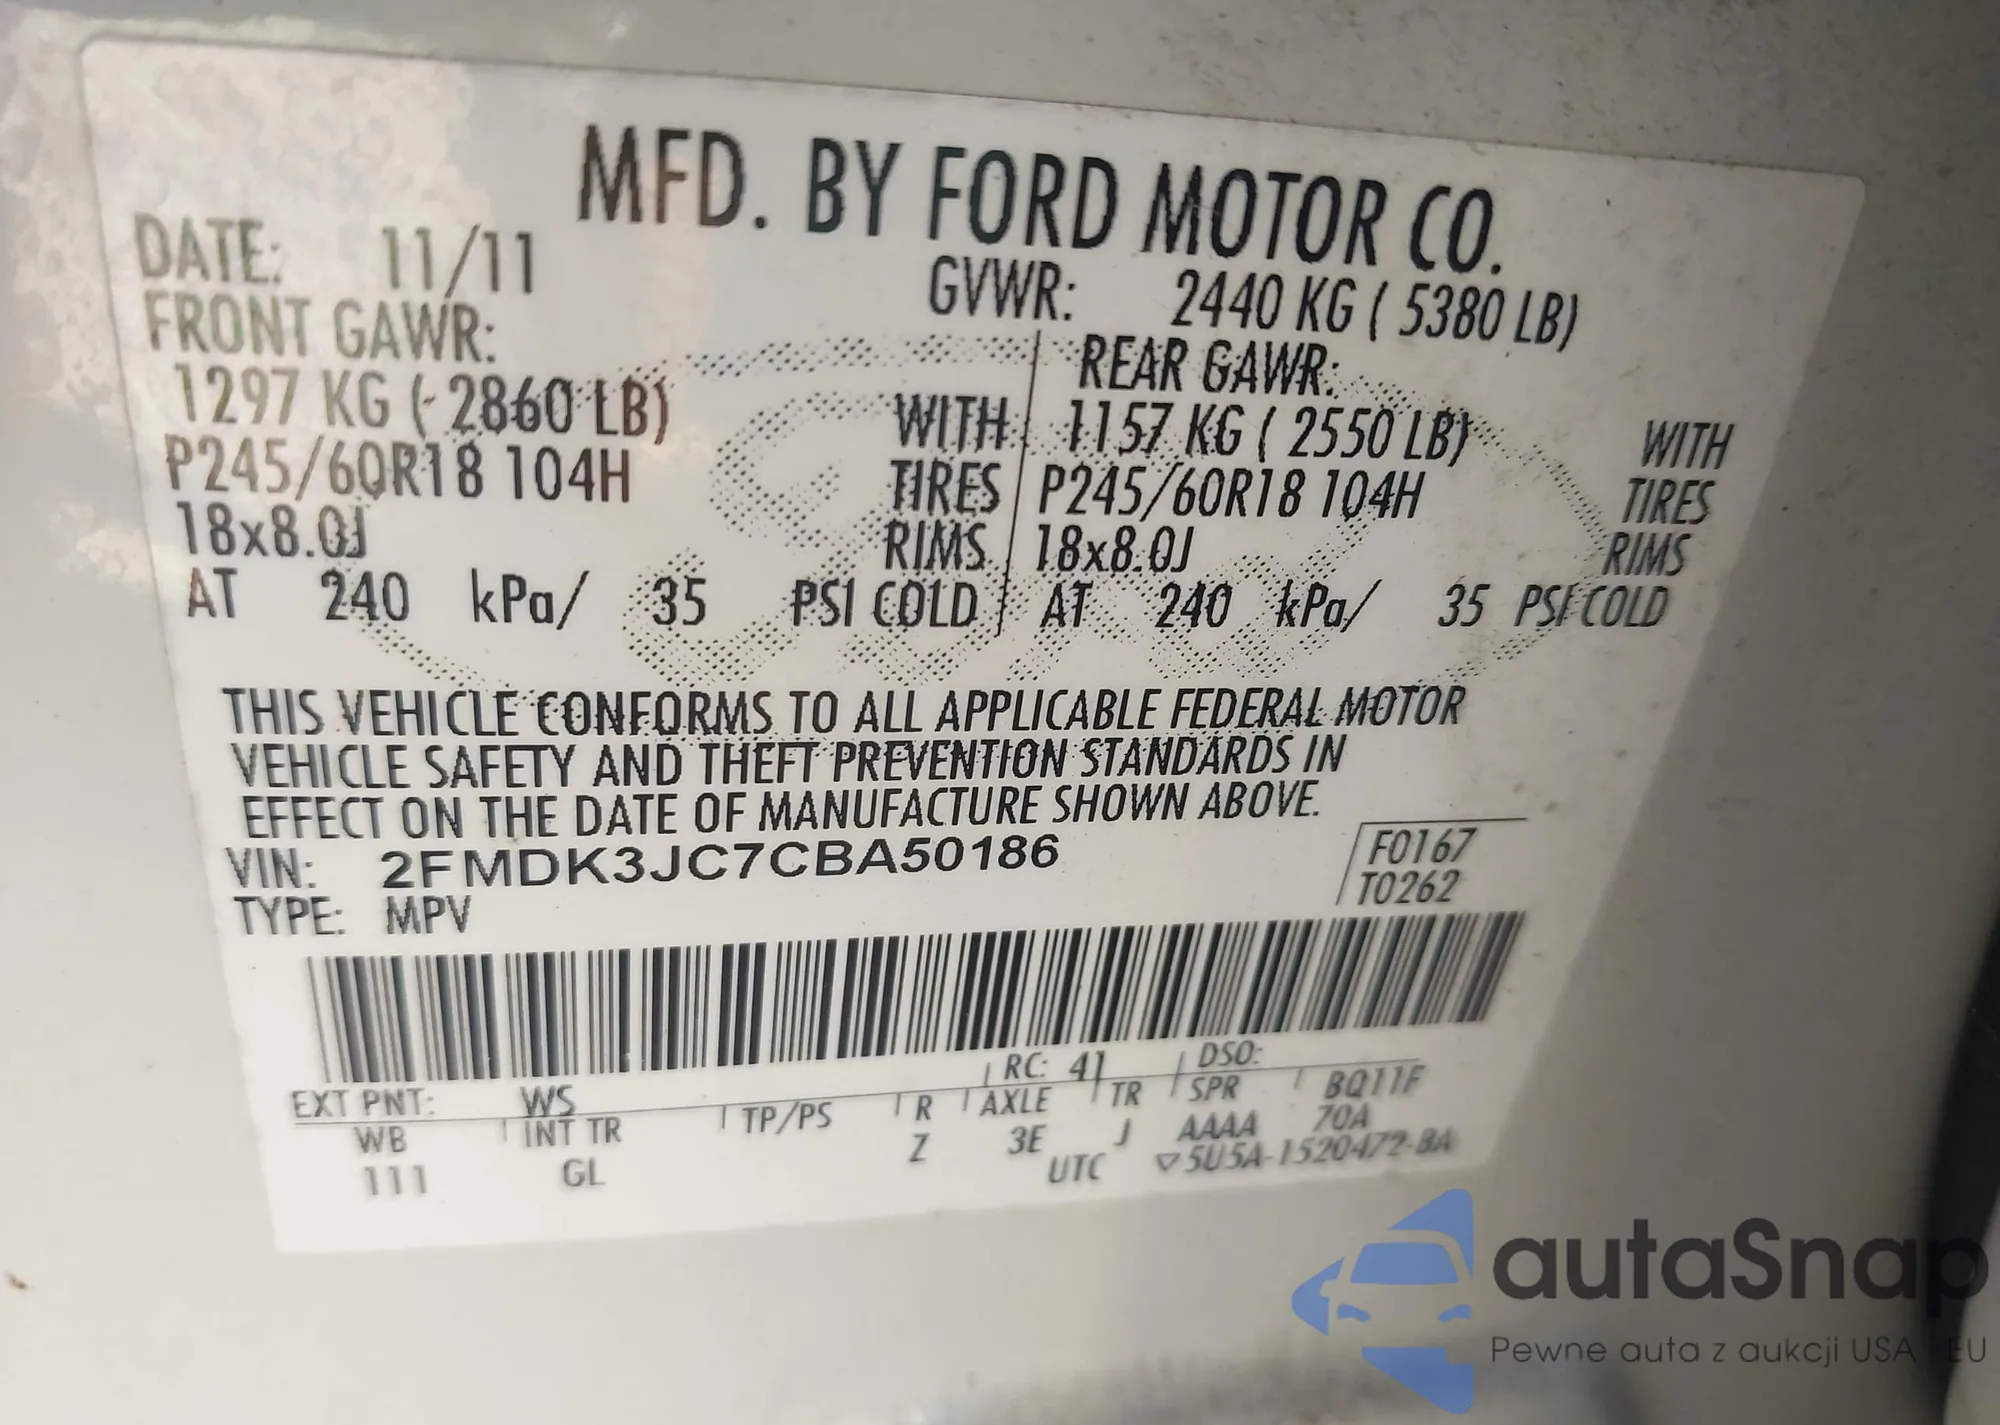 MFD. BY FORD MOTOR CO.
DATE: 11/11 GVWR: 2440 KG ( 5380 LB)
FRONT GAWR: REAR GAWR:
1297 KG ( 2860 LB) WITH 1157 KG ( 2550 LB) WITH
P245/60R18 104H TIRES P245/60R18 104H TIRES
18x8.0J RIMS 18x8.0J RIMS
AT 240 kPa/ 35 PSI COLD AT 240 kPa/ 35 PSI COLD
THIS VEHICLE CONFORMS TO ALL APPLICABLE FEDERAL MOTOR
VEHICLE SAFETY AND THEFT PREVENTION STANDARDS IN
EFFECT ON THE DATE OF MANUFACTURE SHOWN ABOVE.
VIN: 2FMDK3JC7CBA50186 F0167
TYPE: MPV T0262
EXT PNT: WS RC: 41 DSO:
WB INT TR TP/PS R AXLE TR SPR BQ11F
111 GL Z 3E J AAAA 70A
UTC ▽5U5A-1520472-BA
autaSnap
Pewne auta z aukcji USA EU